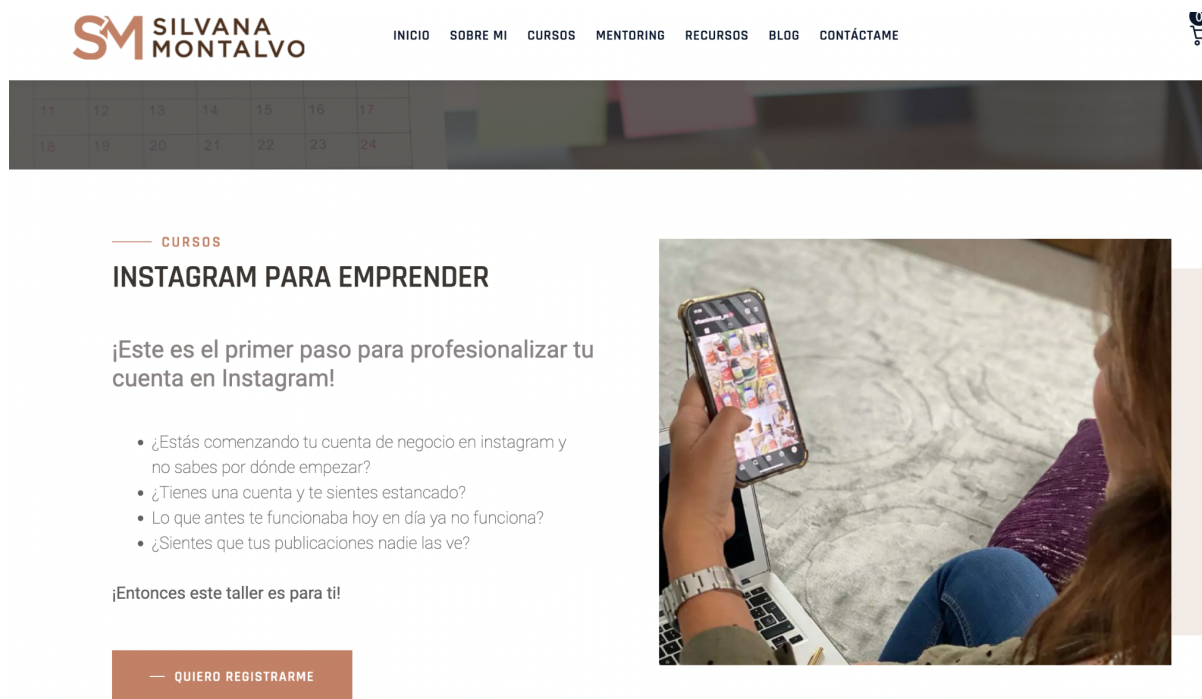 SM SILVANA
MONTALVO
INICIO SOBRE MI CURSOS MENTORING RECURSOS BLOG CONTÁCTAME
0
11 12 13 14 15 16 17
18 19 20 21 22 23 24
CURSOS
INSTAGRAM PARA EMPRENDER
¡Este es el primer paso para profesionalizar tu
cuenta en Instagram!
¿Estás comenzando tu cuenta de negocio en instagram y
no sabes por dónde empezar?
¿Tienes una cuenta y te sientes estancado?
Lo que antes te funcionaba hoy en día ya no funciona?
¿Sientes que tus publicaciones nadie las ve?
¡Entonces este taller es para ti!
QUIERO REGISTRARME